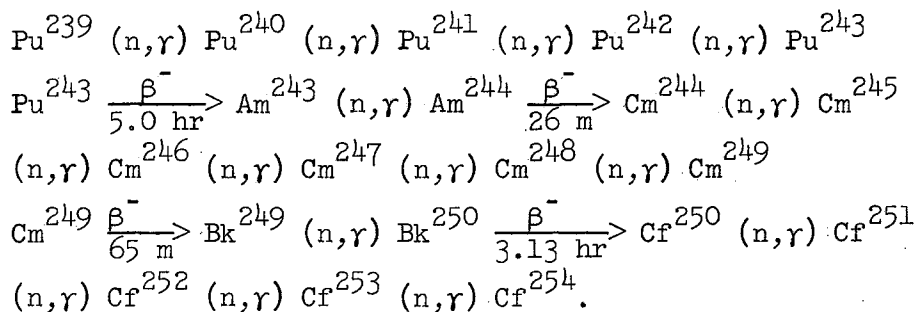 Pu²³⁹ (n,γ) Pu²⁴⁰ (n,γ) Pu²⁴¹ (n,γ) Pu²⁴² (n,γ) Pu²⁴³
Pu²⁴³ β⁻ 5.0 hr> Am²⁴³ (n,γ) Am²⁴⁴ β⁻ 26 m> Cm²⁴⁴ (n,γ) Cm²⁴⁵
(n,γ) Cm²⁴⁶ (n,γ) Cm²⁴⁷ (n,γ) Cm²⁴⁸ (n,γ) Cm²⁴⁹
Cm²⁴⁹ β⁻ 65 m> Bk²⁴⁹ (n,γ) Bk²⁵⁰ β⁻ 3.13 hr> Cf²⁵⁰ (n,γ) Cf²⁵¹
(n,γ) Cf²⁵² (n,γ) Cf²⁵³ (n,γ) Cf²⁵⁴.